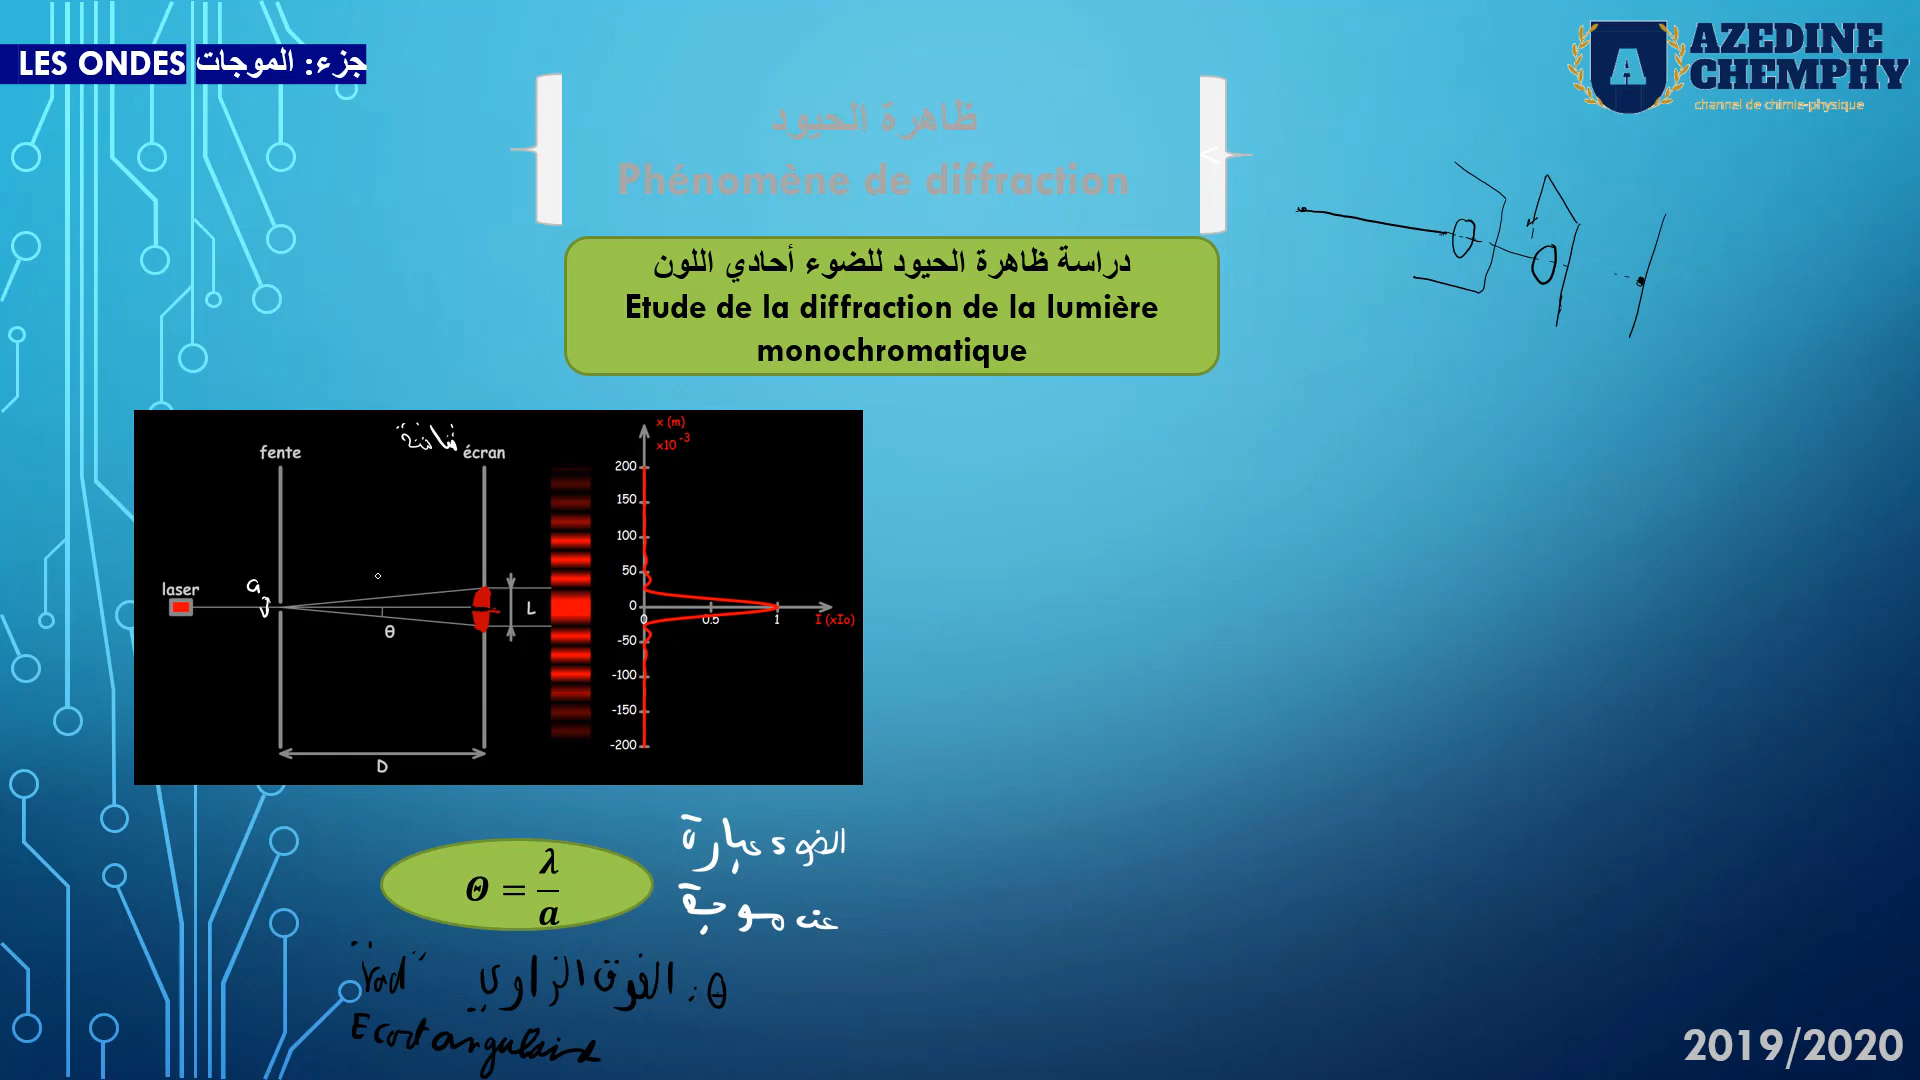 LES ONDES جزء: الموجات
AZEDINE
CHEMPHY
channel de chimie-physique
A
ظاهرة الحيود
Phénomène de diffraction
<
دراسة ظاهرة الحيود للضوء أحادي اللون
Etude de la diffraction de la lumière
monochromatique
fente
شاشة
écran
x (m)
x10 -3
200
150
100
50
0
-50
-100
-150
-200
0 0.5 1 I (xIo)
laser
a
θ
L
D
Θ = λ/a
الضوء عبارة
عن موجة
θ: الفرق الزاوي "rad"
Ecart angulaire
2019/2020